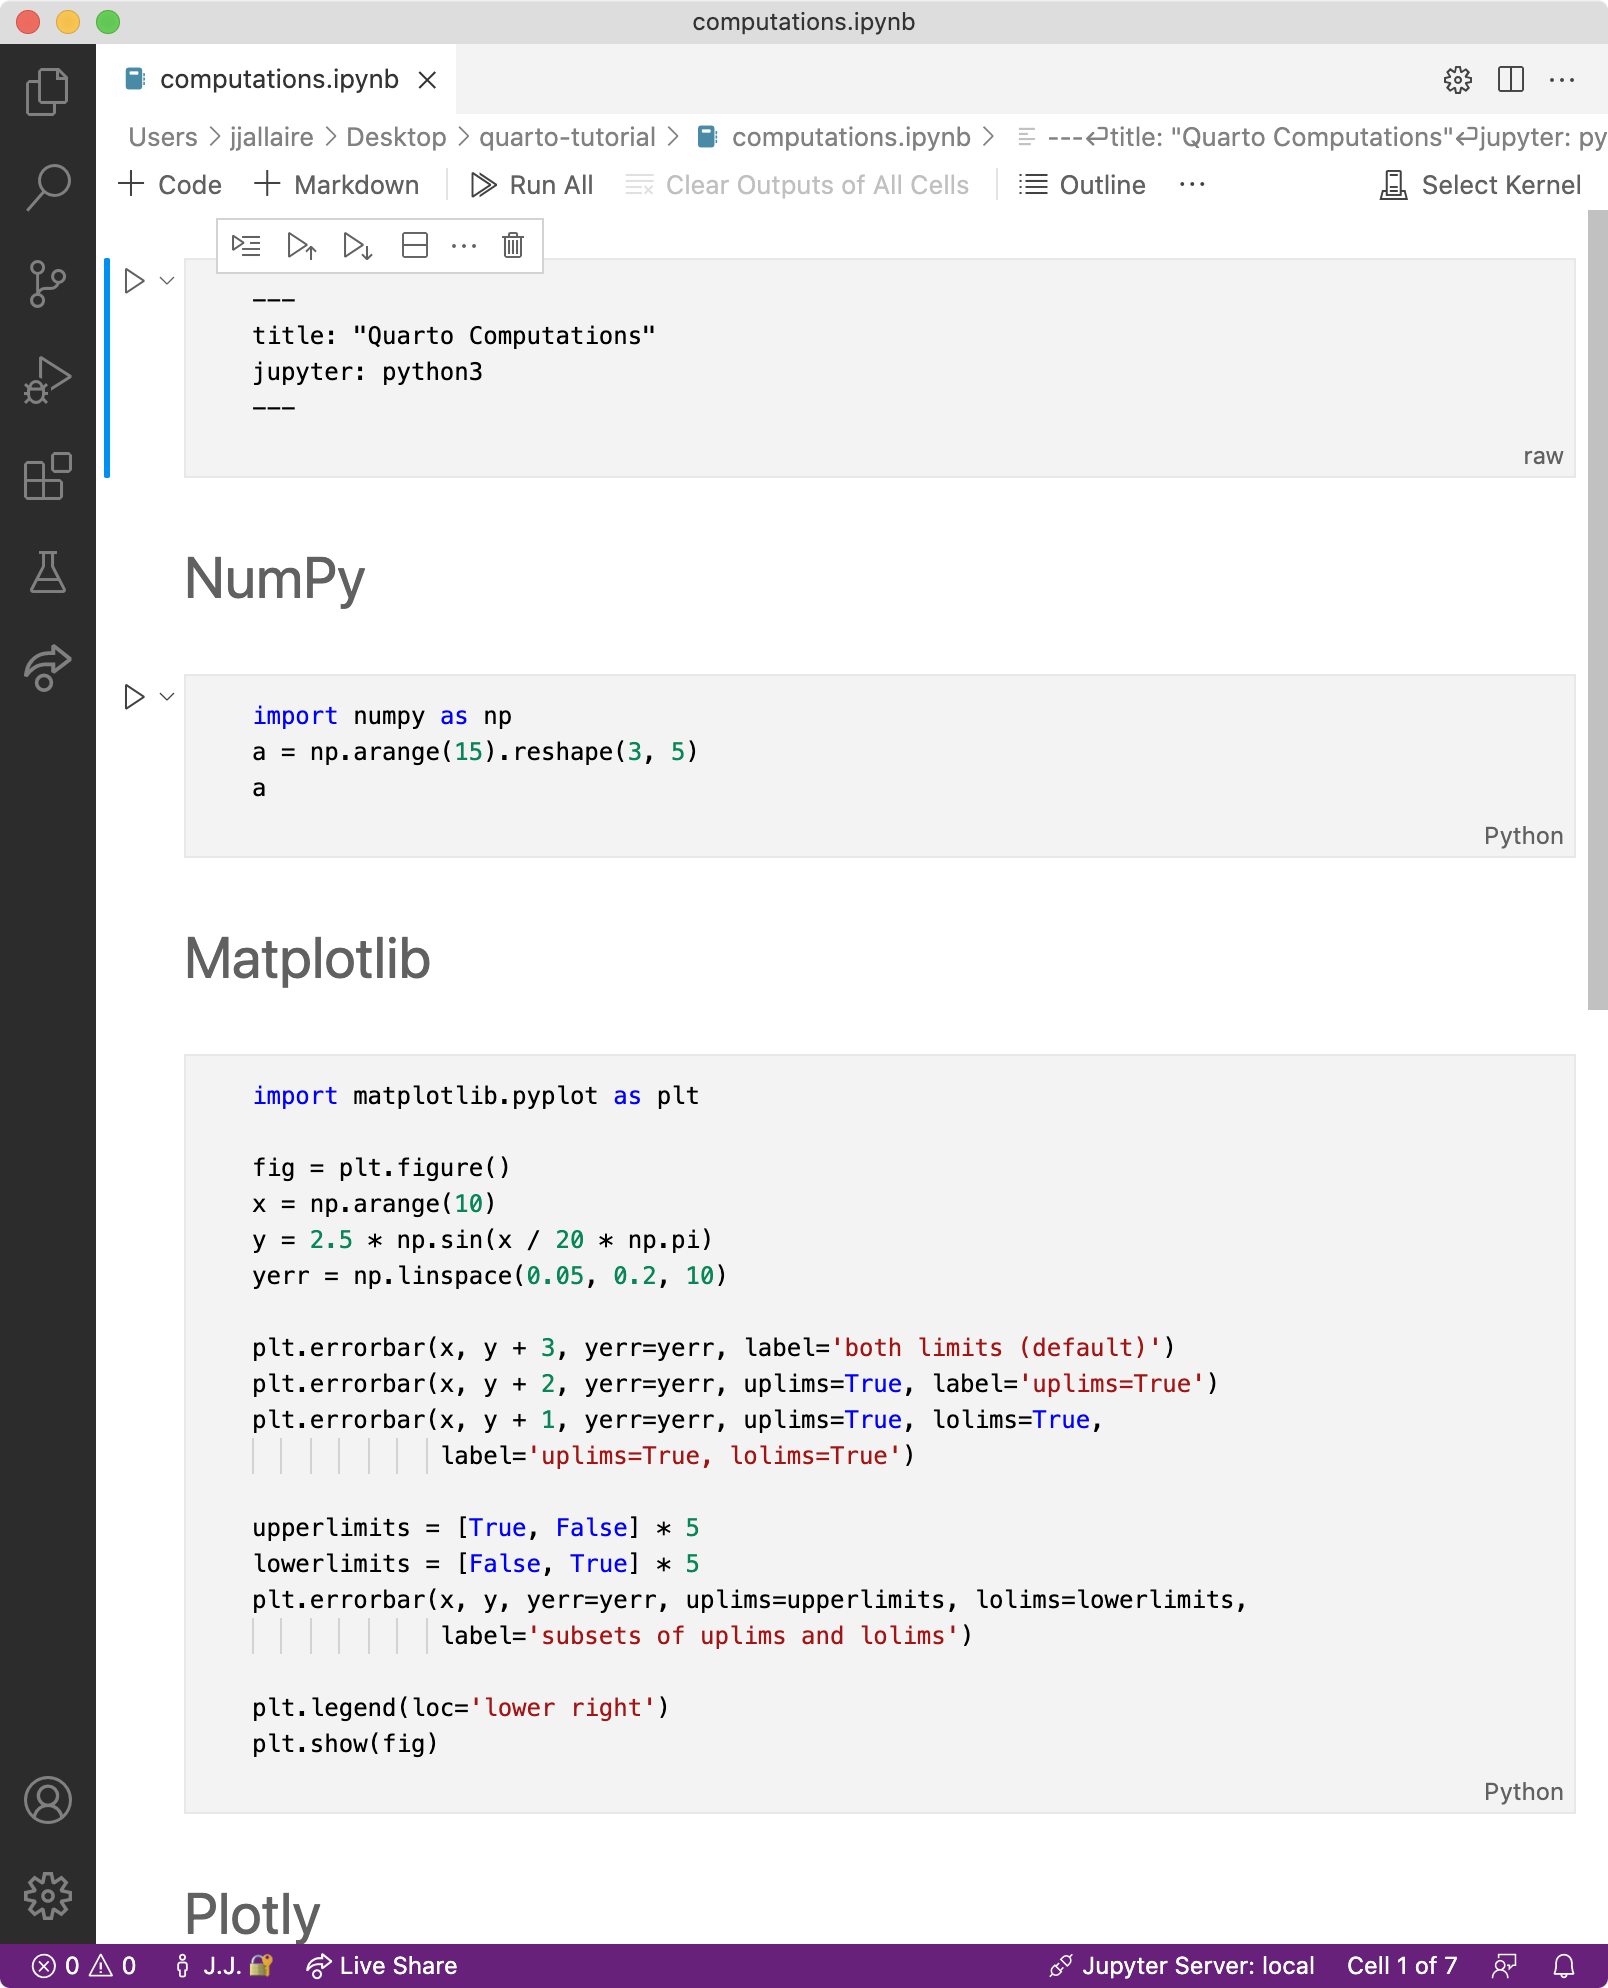 computations.ipynb
computations.ipynb
Users > jjallaire > Desktop > quarto-tutorial > computations.ipynb > ---↵title: "Quarto Computations"↵jupyter: py
+ Code + Markdown Run All Clear Outputs of All Cells Outline ··· Select Kernel
---
title: "Quarto Computations"
jupyter: python3
---
raw
NumPy
import numpy as np
a = np.arange(15).reshape(3, 5)
a
Python
Matplotlib
import matplotlib.pyplot as plt
fig = plt.figure()
x = np.arange(10)
y = 2.5 * np.sin(x / 20 * np.pi)
yerr = np.linspace(0.05, 0.2, 10)
plt.errorbar(x, y + 3, yerr=yerr, label='both limits (default)')
plt.errorbar(x, y + 2, yerr=yerr, uplims=True, label='uplims=True')
plt.errorbar(x, y + 1, yerr=yerr, uplims=True, lolims=True,
label='uplims=True, lolims=True')
upperlimits = [True, False] * 5
lowerlimits = [False, True] * 5
plt.errorbar(x, y, yerr=yerr, uplims=upperlimits, lolims=lowerlimits,
label='subsets of uplims and lolims')
plt.legend(loc='lower right')
plt.show(fig)
Python
Plotly
0 0 J.J. Live Share Jupyter Server: local Cell 1 of 7